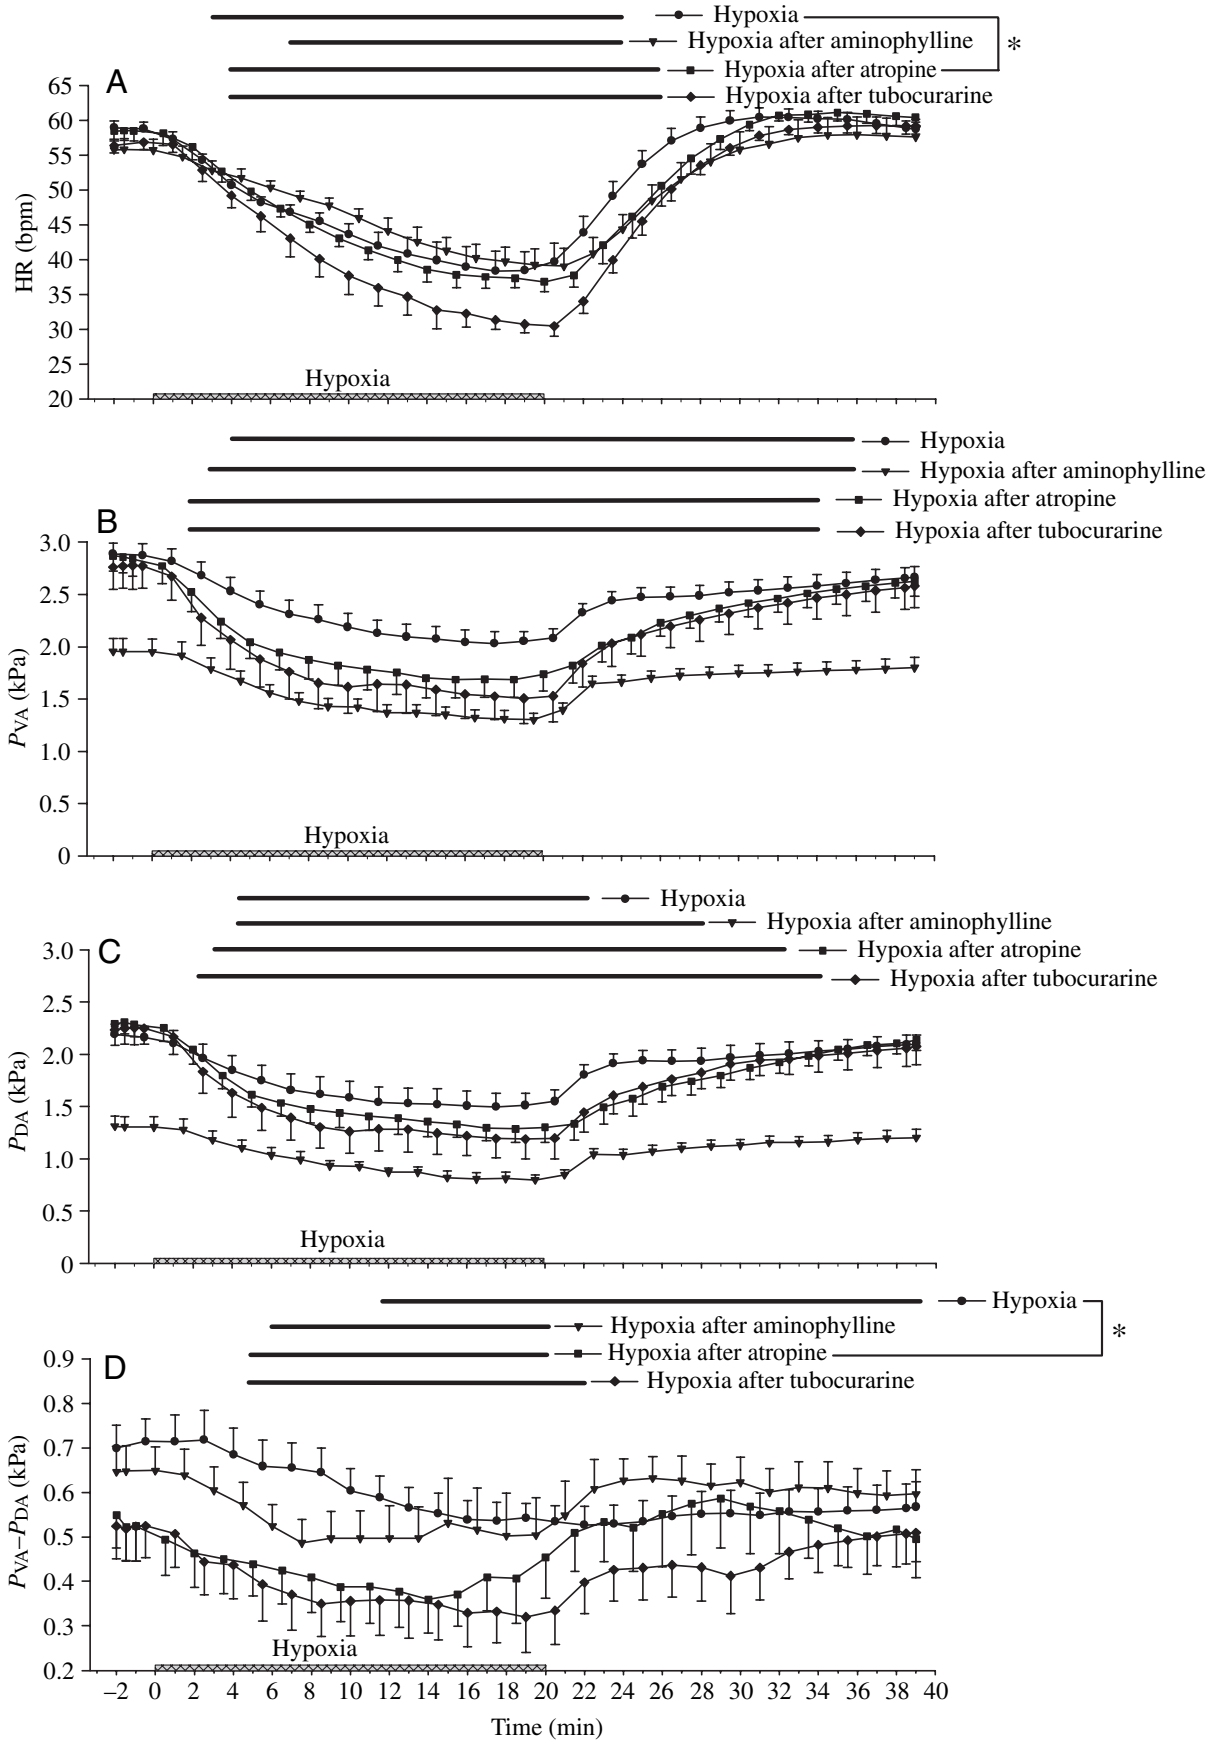 Hypoxia
Hypoxia after aminophylline
*
A
Hypoxia after atropine
Hypoxia after tubocurarine
65
60
55
50
45
40
35
30
25
20
HR (bpm)
Hypoxia
Hypoxia
Hypoxia after aminophylline
Hypoxia after atropine
B
Hypoxia after tubocurarine
3.0
2.5
2.0
1.5
1.0
0.5
0
PVA (kPa)
Hypoxia
Hypoxia
Hypoxia after aminophylline
C
Hypoxia after atropine
Hypoxia after tubocurarine
3.0
2.5
2.0
1.5
1.0
0.5
0
PDA (kPa)
Hypoxia
Hypoxia
Hypoxia after aminophylline
*
Hypoxia after atropine
D
Hypoxia after tubocurarine
0.9
0.8
0.7
0.6
0.5
0.4
0.3
0.2
PVA–PDA (kPa)
Hypoxia
–2 0 2 4 6 8 10 12 14 16 18 20 22 24 26 28 30 32 34 36 38 40
Time (min)